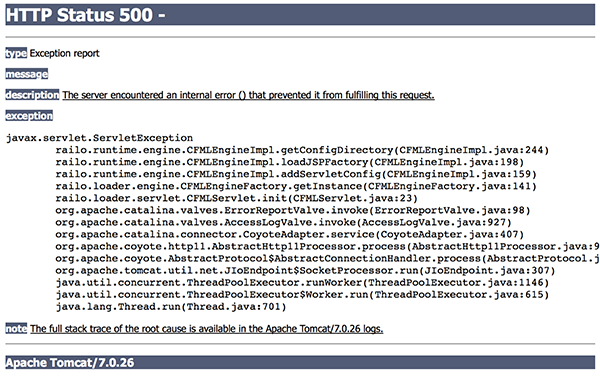 HTTP Status 500 -
type Exception report
message
description The server encountered an internal error () that prevented it from fulfilling this request.
exception
javax.servlet.ServletException
railo.runtime.engine.CFMLEngineImpl.getConfigDirectory(CFMLEngineImpl.java:244)
railo.runtime.engine.CFMLEngineImpl.loadJSPFactory(CFMLEngineImpl.java:198)
railo.runtime.engine.CFMLEngineImpl.addServletConfig(CFMLEngineImpl.java:159)
railo.loader.engine.CFMLEngineFactory.getInstance(CFMLEngineFactory.java:141)
railo.loader.servlet.CFMLServlet.init(CFMLServlet.java:23)
org.apache.catalina.valves.ErrorReportValve.invoke(ErrorReportValve.java:98)
org.apache.catalina.valves.AccessLogValve.invoke(AccessLogValve.java:927)
org.apache.catalina.connector.CoyoteAdapter.service(CoyoteAdapter.java:407)
org.apache.coyote.http11.AbstractHttp11Processor.process(AbstractHttp11Processor.java:9
org.apache.coyote.AbstractProtocol$AbstractConnectionHandler.process(AbstractProtocol.j
org.apache.tomcat.util.net.JIoEndpoint$SocketProcessor.run(JIoEndpoint.java:307)
java.util.concurrent.ThreadPoolExecutor.runWorker(ThreadPoolExecutor.java:1146)
java.util.concurrent.ThreadPoolExecutor$Worker.run(ThreadPoolExecutor.java:615)
java.lang.Thread.run(Thread.java:701)
note The full stack trace of the root cause is available in the Apache Tomcat/7.0.26 logs.
Apache Tomcat/7.0.26